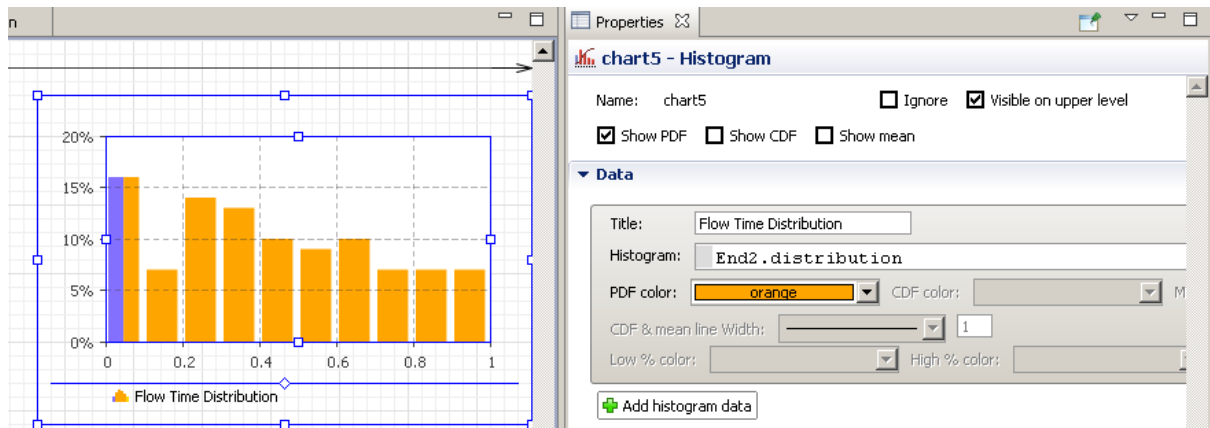 n
20%
15%
10%
5%
0%
0 0.2 0.4 0.6 0.8 1
Flow Time Distribution
Properties
chart5 - Histogram
Name: chart5 Ignore Visible on upper level
Show PDF Show CDF Show mean
Data
Title: Flow Time Distribution
Histogram: End2.distribution
PDF color: orange CDF color: M
CDF & mean line Width: 1
Low % color: High % color:
Add histogram data